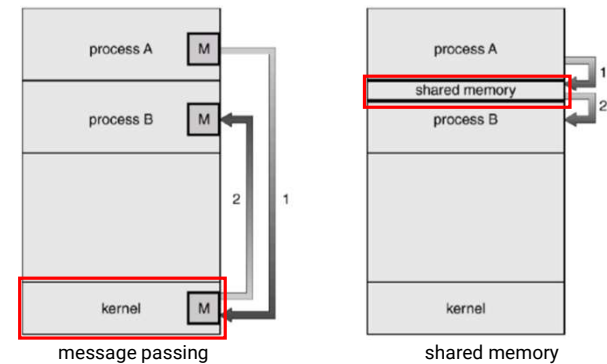 process A
M
process B
M
2
1
kernel
M
message passing
process A
1
shared memory
2
process B
kernel
shared memory